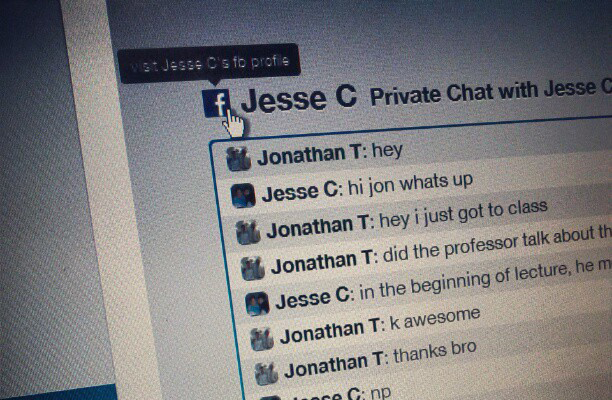 visit Jesse C's fb profile
f Jesse C Private Chat with Jesse C
Jonathan T: hey
Jesse C: hi jon whats up
Jonathan T: hey i just got to class
Jonathan T: did the professor talk about th
Jesse C: in the beginning of lecture, he m
Jonathan T: k awesome
Jonathan T: thanks bro
Jesse C: np